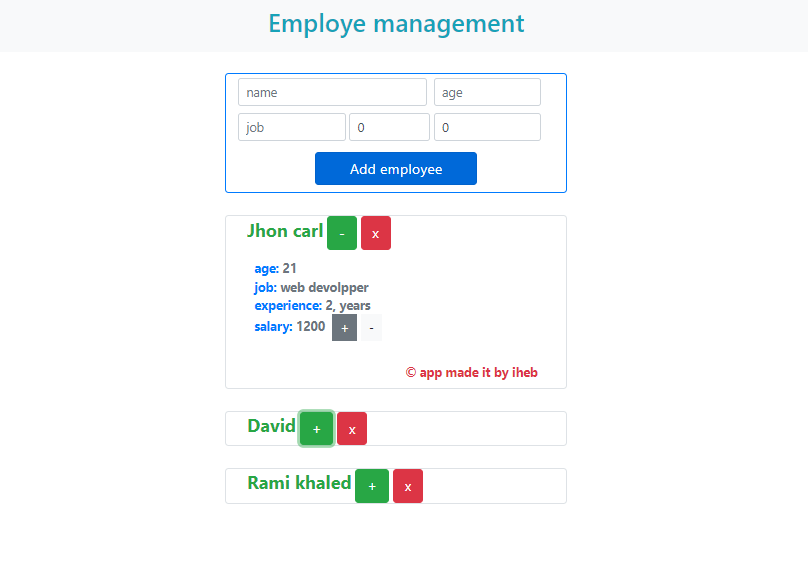 Employe management
name age
job 0 0
Add employee
Jhon carl - x
age: 21
job: web devolpper
experience: 2, years
salary: 1200 + -
© app made it by iheb
David + x
Rami khaled + x